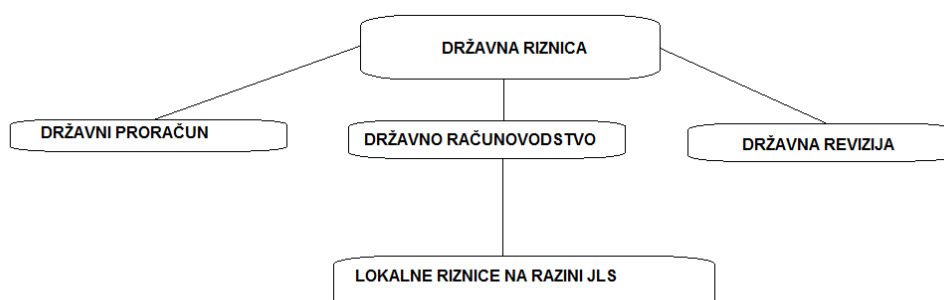 DRŽAVNA RIZNICA
DRŽAVNI PRORAČUN
DRŽAVNO RAČUNOVODSTVO
DRŽAVNA REVIZIJA
LOKALNE RIZNICE NA RAZINI JLS